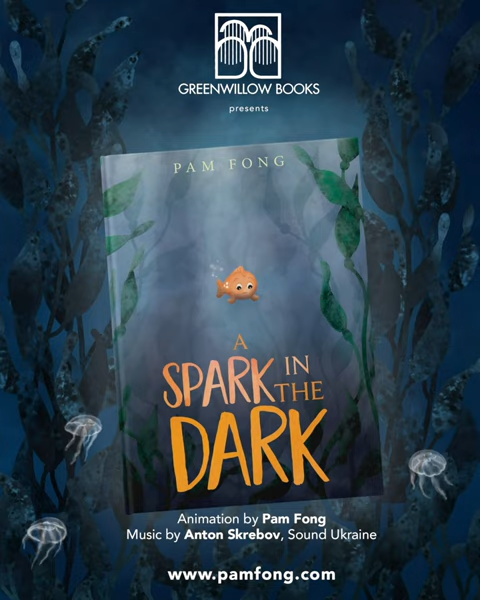 GREENWILLOW BOOKS
presents
PAM FONG
A
SPARK IN
THE
DARK
Animation by Pam Fong
Music by Anton Skrebov, Sound Ukraine
www.pamfong.com